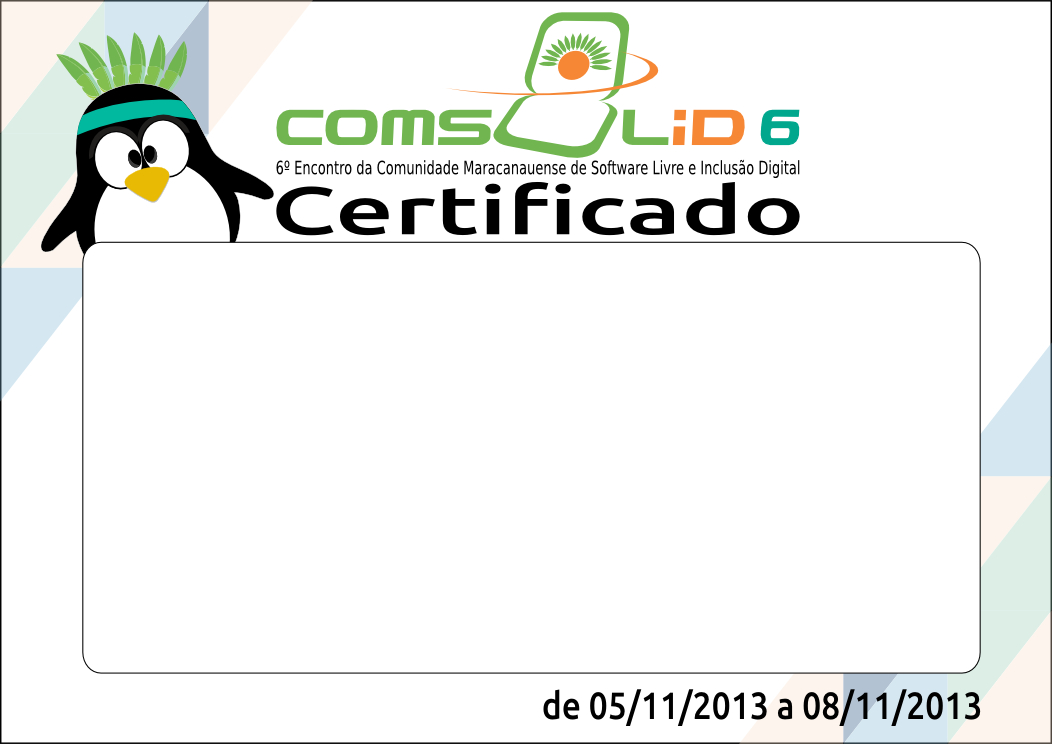 COMSOLiD 6
6º Encontro da Comunidade Maracanauense de Software Livre e Inclusão Digital
Certificado
de 05/11/2013 a 08/11/2013